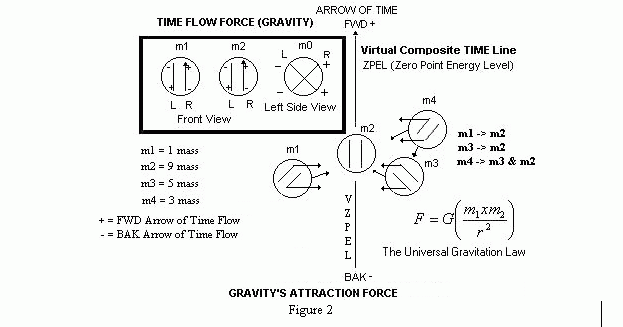 ARROW OF TIME
TIME FLOW FORCE (GRAVITY)
FWD +
m1 m2 m0
L R
- + - + - +
+ - + - - +
L R L R
Front View
Left Side View
Virtual Composite TIME Line
ZPEL (Zero Point Energy Level)
m4
m2
m1
m3
m1 -> m2
m3 -> m2
m4 -> m3 & m2
m1 = 1 mass
m2 = 9 mass
m3 = 5 mass
m4 = 3 mass
+ = FWD Arrow of Time Flow
- = BAK Arrow of Time Flow
V
Z
P
E
L
F = G(m1xm2/r2)
The Universal Gravitation Law
BAK -
GRAVITY'S ATTRACTION FORCE
Figure 2